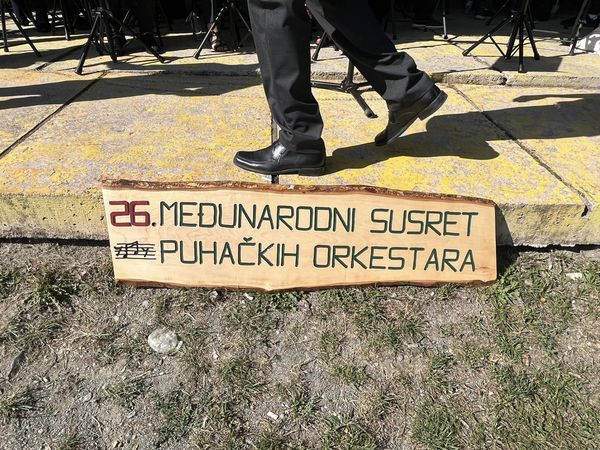 26. MEĐUNARODNI SUSRET
PUHAČKIH ORKESTARA